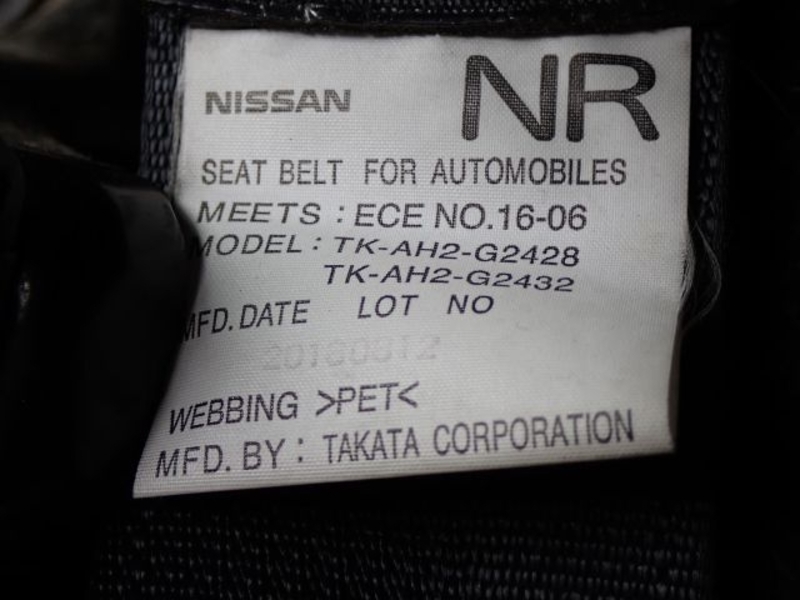 NISSAN NR
SEAT BELT FOR AUTOMOBILES
MEETS : ECE NO.16-06
MODEL : TK-AH2-G2428
TK-AH2-G2432
MFD. DATE LOT NO
WEBBING >PET<
MFD. BY : TAKATA CORPORATION